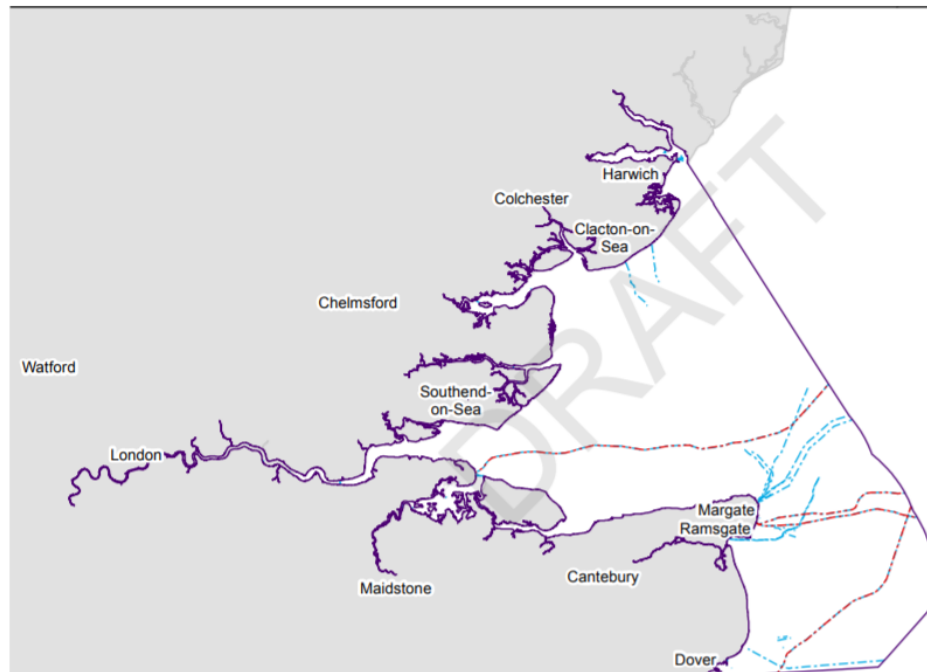 Harwich
Colchester
Clacton-on-
Sea
Chelmsford
Watford
Southend-
on-Sea
London
Margate
Ramsgate
Cantebury
Maidstone
Dover
DRAFT